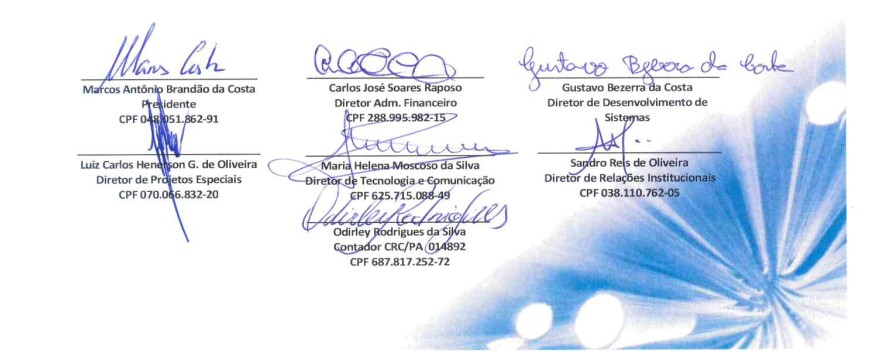 Marcos Costa
Marcos Antônio Brandão da Costa
Presidente
CPF 048.051.862-91
Carlos José Soares Raposo
Diretor Adm. Financeiro
CPF 288.995.982-15
Gustavo Bezerra da Costa
Gustavo Bezerra da Costa
Diretor de Desenvolvimento de
Sistemas
Luiz Carlos Henerson G. de Oliveira
Diretor de Projetos Especiais
CPF 070.066.832-20
Maria Helena Moscoso da Silva
Diretor de Tecnologia e Comunicação
CPF 625.715.088-49
Sandro Reis de Oliveira
Diretor de Relações Institucionais
CPF 038.110.762-05
Odirley Rodrigues
Odirley Rodrigues da Silva
Contador CRC/PA 014892
CPF 687.817.252-72